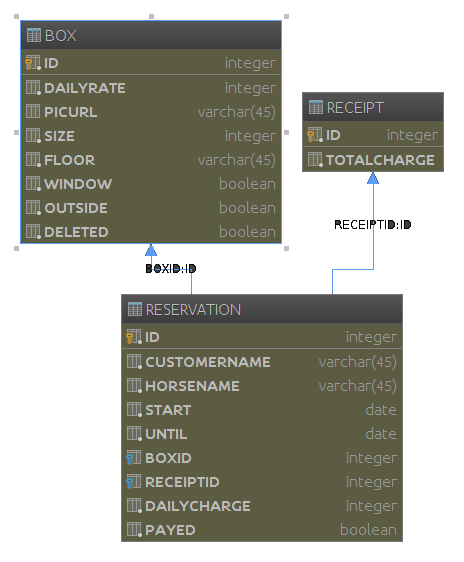 BOX
ID integer
DAILYRATE integer
PICURL varchar(45)
SIZE integer
FLOOR varchar(45)
WINDOW boolean
OUTSIDE boolean
DELETED boolean
RECEIPT
ID integer
TOTALCHARGE
RECEIPTID:ID
BOXID:ID
RESERVATION
ID integer
CUSTOMERNAME varchar(45)
HORSENAME varchar(45)
START date
UNTIL date
BOXID integer
RECEIPTID integer
DAILYCHARGE integer
PAYED boolean